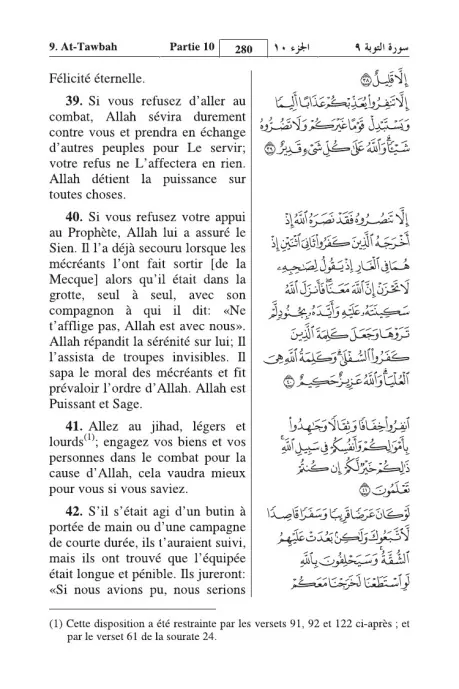 9. At-Tawbah Partie 10 280 الجزء ١٠ سورة التوبة ٩
Félicité éternelle.
39. Si vous refusez d’aller au
combat, Allah sévira durement
contre vous et prendra en échange
d’autres peuples pour Le servir;
votre refus ne L’affectera en rien.
Allah détient la puissance sur
toutes choses.
40. Si vous refusez votre appui
au Prophète, Allah lui a assuré le
Sien. Il l’a déjà secouru lorsque les
mécréants l’ont fait sortir [de la
Mecque] alors qu’il était dans la
grotte, seul à seul, avec son
compagnon à qui il dit: «Ne
t’afflige pas, Allah est avec nous».
Allah répandit la sérénité sur lui; Il
l’assista de troupes invisibles. Il
sapa le moral des mécréants et fit
prévaloir l’ordre d’Allah. Allah est
Puissant et Sage.
41. Allez au jihad, légers et
lourds(1); engagez vos biens et vos
personnes dans le combat pour la
cause d’Allah, cela vaudra mieux
pour vous si vous saviez.
42. S’il s’était agi d’un butin à
portée de main ou d’une campagne
de courte durée, ils t’auraient suivi,
mais ils ont trouvé que l’équipée
était longue et pénible. Ils jureront:
«Si nous avions pu, nous serions
إِلَّا قَلِيلٌ ٣٨
إِلَّا تَنفِرُوا۟ يُعَذِّبْكُمْ عَذَابًا أَلِيمًا
وَيَسْتَبْدِلْ قَوْمًا غَيْرَكُمْ وَلَا تَضُرُّوهُ
شَيْـًٔا وَٱللَّهُ عَلَىٰ كُلِّ شَىْءٍ قَدِيرٌ ٣٩
إِلَّا تَنصُرُوهُ فَقَدْ نَصَرَهُ ٱللَّهُ إِذْ
أَخْرَجَهُ ٱلَّذِينَ كَفَرُوا۟ ثَانِىَ ٱثْنَيْنِ إِذْ
هُمَا فِى ٱلْغَارِ إِذْ يَقُولُ لِصَـٰحِبِهِۦ
لَا تَحْزَنْ إِنَّ ٱللَّهَ مَعَنَا فَأَنزَلَ ٱللَّهُ
سَكِينَتَهُۥ عَلَيْهِ وَأَيَّدَهُۥ بِجُنُودٍ لَّمْ
تَرَوْهَا وَجَعَلَ كَلِمَةَ ٱلَّذِينَ
كَفَرُوا۟ ٱلسُّفْلَىٰ وَكَلِمَةُ ٱللَّهِ هِىَ
ٱلْعُلْيَا وَٱللَّهُ عَزِيزٌ حَكِيمٌ ٤٠
ٱنفِرُوا۟ خِفَافًا وَثِقَالًا وَجَـٰهِدُوا۟
بِأَمْوَٰلِكُمْ وَأَنفُسِكُمْ فِى سَبِيلِ ٱللَّهِ
ذَٰلِكُمْ خَيْرٌ لَّكُمْ إِن كُنتُمْ
تَعْلَمُونَ ٤١
لَوْ كَانَ عَرَضًا قَرِيبًا وَسَفَرًا قَاصِدًا
لَّٱتَّبَعُوكَ وَلَـٰكِنۢ بَعُدَتْ عَلَيْهِمُ
ٱلشُّقَّةُ وَسَيَحْلِفُونَ بِٱللَّهِ
لَوِ ٱسْتَطَعْنَا لَخَرَجْنَا مَعَكُمْ
(1) Cette disposition a été restrainte par les versets 91, 92 et 122 ci-après ; et
par le verset 61 de la sourate 24.